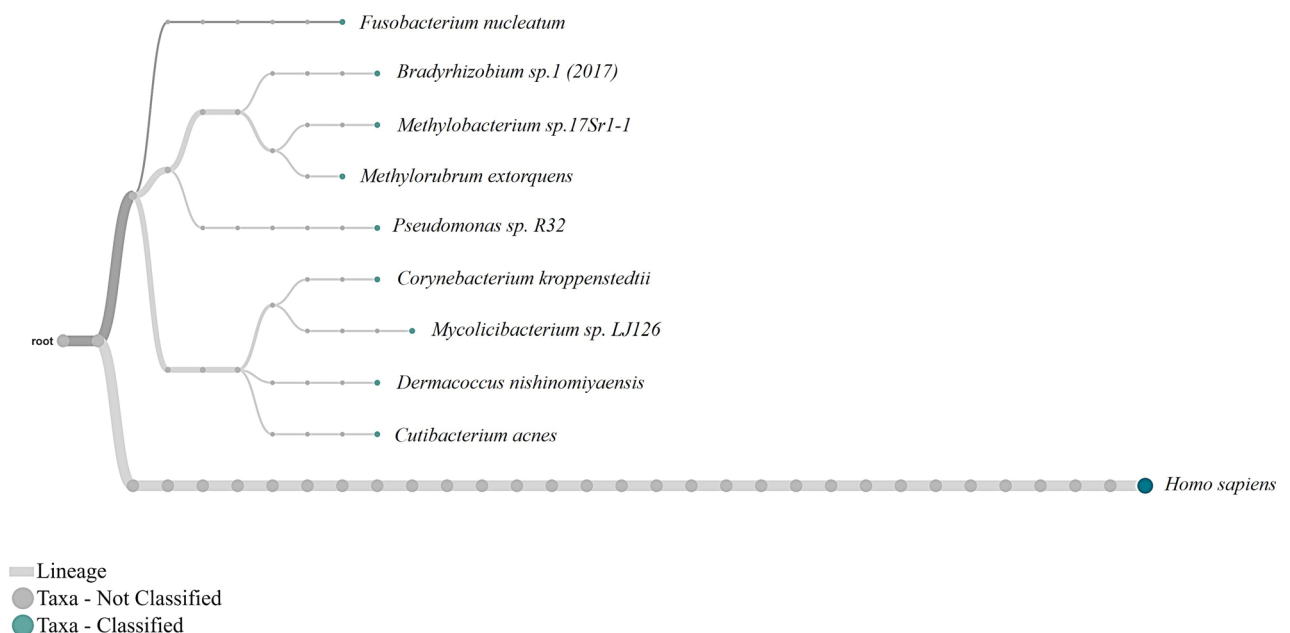 Fusobacterium nucleatum
Bradyrhizobium sp.1 (2017)
Methylobacterium sp.17Sr1-1
Methylorubrum extorquens
Pseudomonas sp. R32
Corynebacterium kroppenstedtii
root
Mycolicibacterium sp. LJ126
Dermacoccus nishinomiyaensis
Cutibacterium acnes
Homo sapiens
Lineage
Taxa - Not Classified
Taxa - Classified